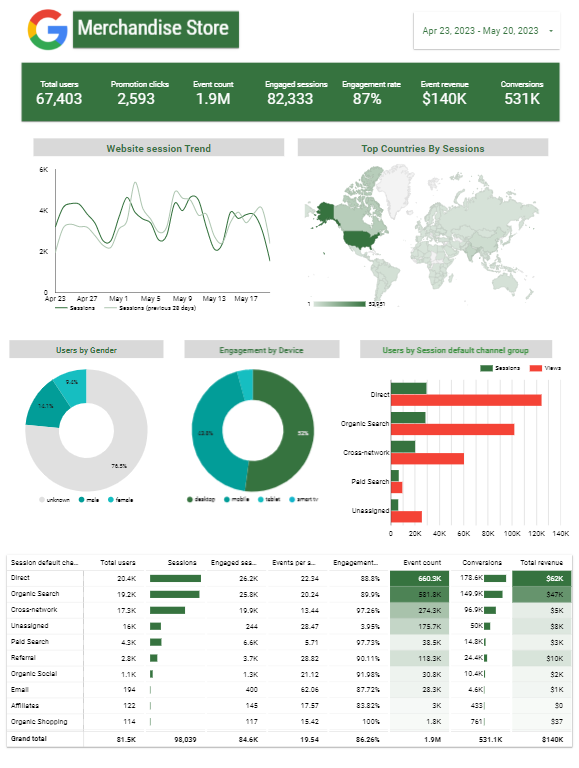 Merchandise Store
Apr 23, 2023 - May 20, 2023
Total users Promotion clicks Event count Engaged sessions Engagement rate Event revenue Conversions
67,403 2,593 1.9M 82,333 87% $140K 531K
Website session Trend
Top Countries By Sessions
6K
4K
2K
0
Apr 23 Apr 27 May 1 May 5 May 9 May 13 May 17
Sessions Sessions (previous 28 days)
1 53,951
Users by Gender
Engagement by Device
Users by Session default channel group
9.4%
14.1%
76.5%
unknown male female
52%
desktop mobile tablet smart tv
Sessions Views
Direct
Organic Search
Cross-network
Paid Search
Unassigned
0 20K 40K 60K 80K 100K 120K 140K
Session default cha... Total users Sessions Engaged ses... Events per s... Engagement... Event count Conversions Total revenue
Direct 20.4K 26.2K 22.34 88.8% 660.3K 178.6K $62K
Organic Search 19.2K 25.8K 20.24 89.9% 581.8K 149.9K $47K
Cross-network 17.3K 19.9K 13.44 97.26% 274.3K 96.9K $5K
Unassigned 16K 244 28.47 3.95% 175.7K 50K $8K
Paid Search 4.3K 6.6K 5.71 97.73% 38.5K 14.8K $3K
Referral 2.8K 3.7K 28.82 90.11% 118.3K 24.4K $10K
Organic Social 1.1K 1.3K 21.12 91.98% 30.8K 10.4K $2K
Email 194 400 62.06 87.72% 28.3K 4.6K $1K
Affiliates 122 145 17.57 83.82% 3K 433 $0
Organic Shopping 114 117 15.42 100% 1.8K 761 $37
Grand total 81.5K 98,039 84.6K 19.54 86.26% 1.9M 531.1K $140K